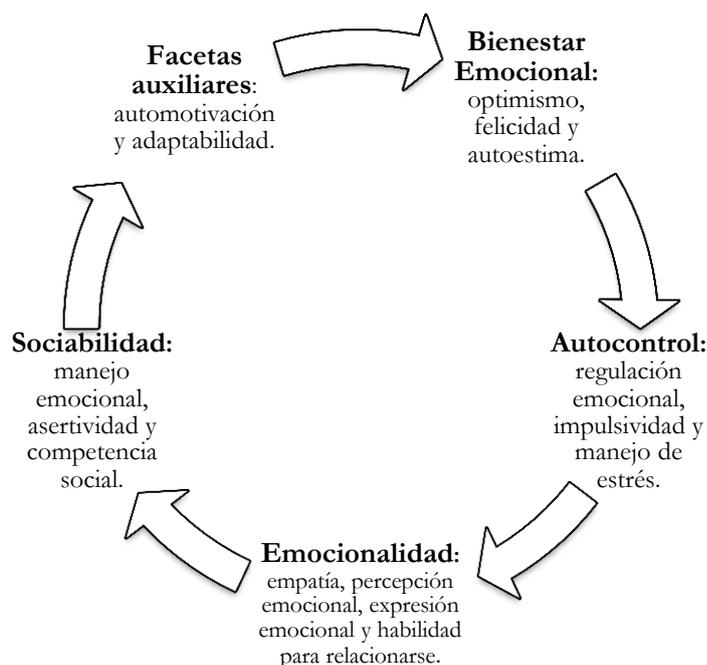 Facetas
auxiliares:
automotivación
y adaptabilidad.
Bienestar
Emocional:
optimismo,
felicidad y
autoestima.
Autocontrol:
regulación
emocional,
impulsividad y
manejo de
estrés.
Emocionalidad:
empatía, percepción
emocional, expresión
emocional y habilidad
para relacionarse.
Sociabilidad:
manejo
emocional,
asertividad y
competencia
social.